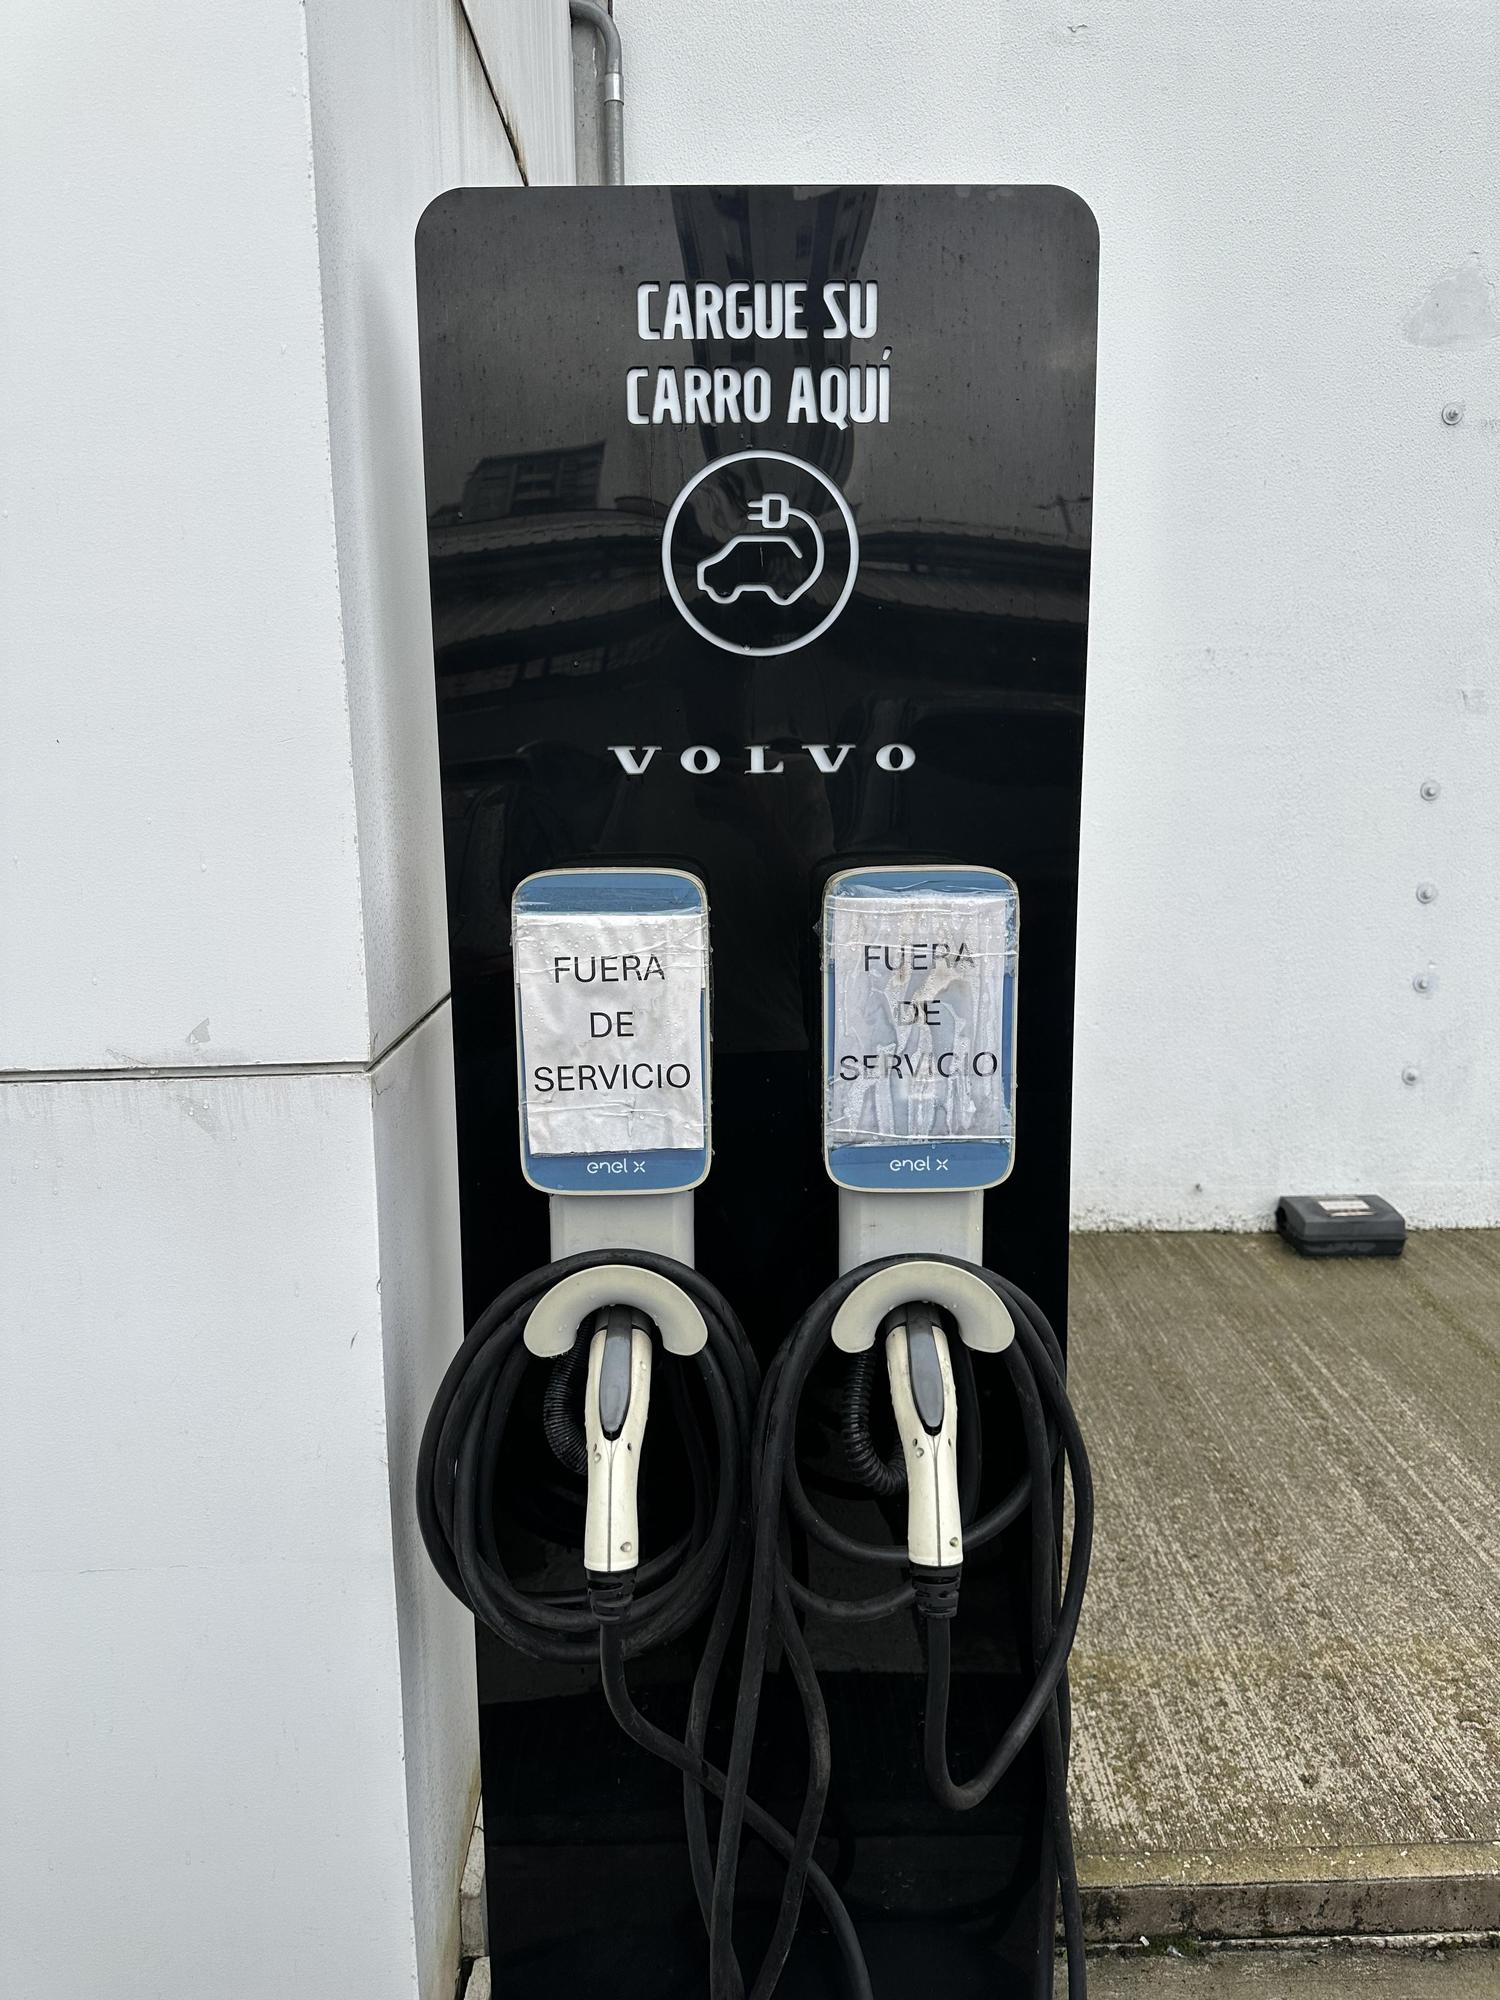 CARGUE SU
CARRO AQUÍ
VOLVO
FUERA
DE
SERVICIO
enel x
FUERA
DE
SERVICIO
enel x